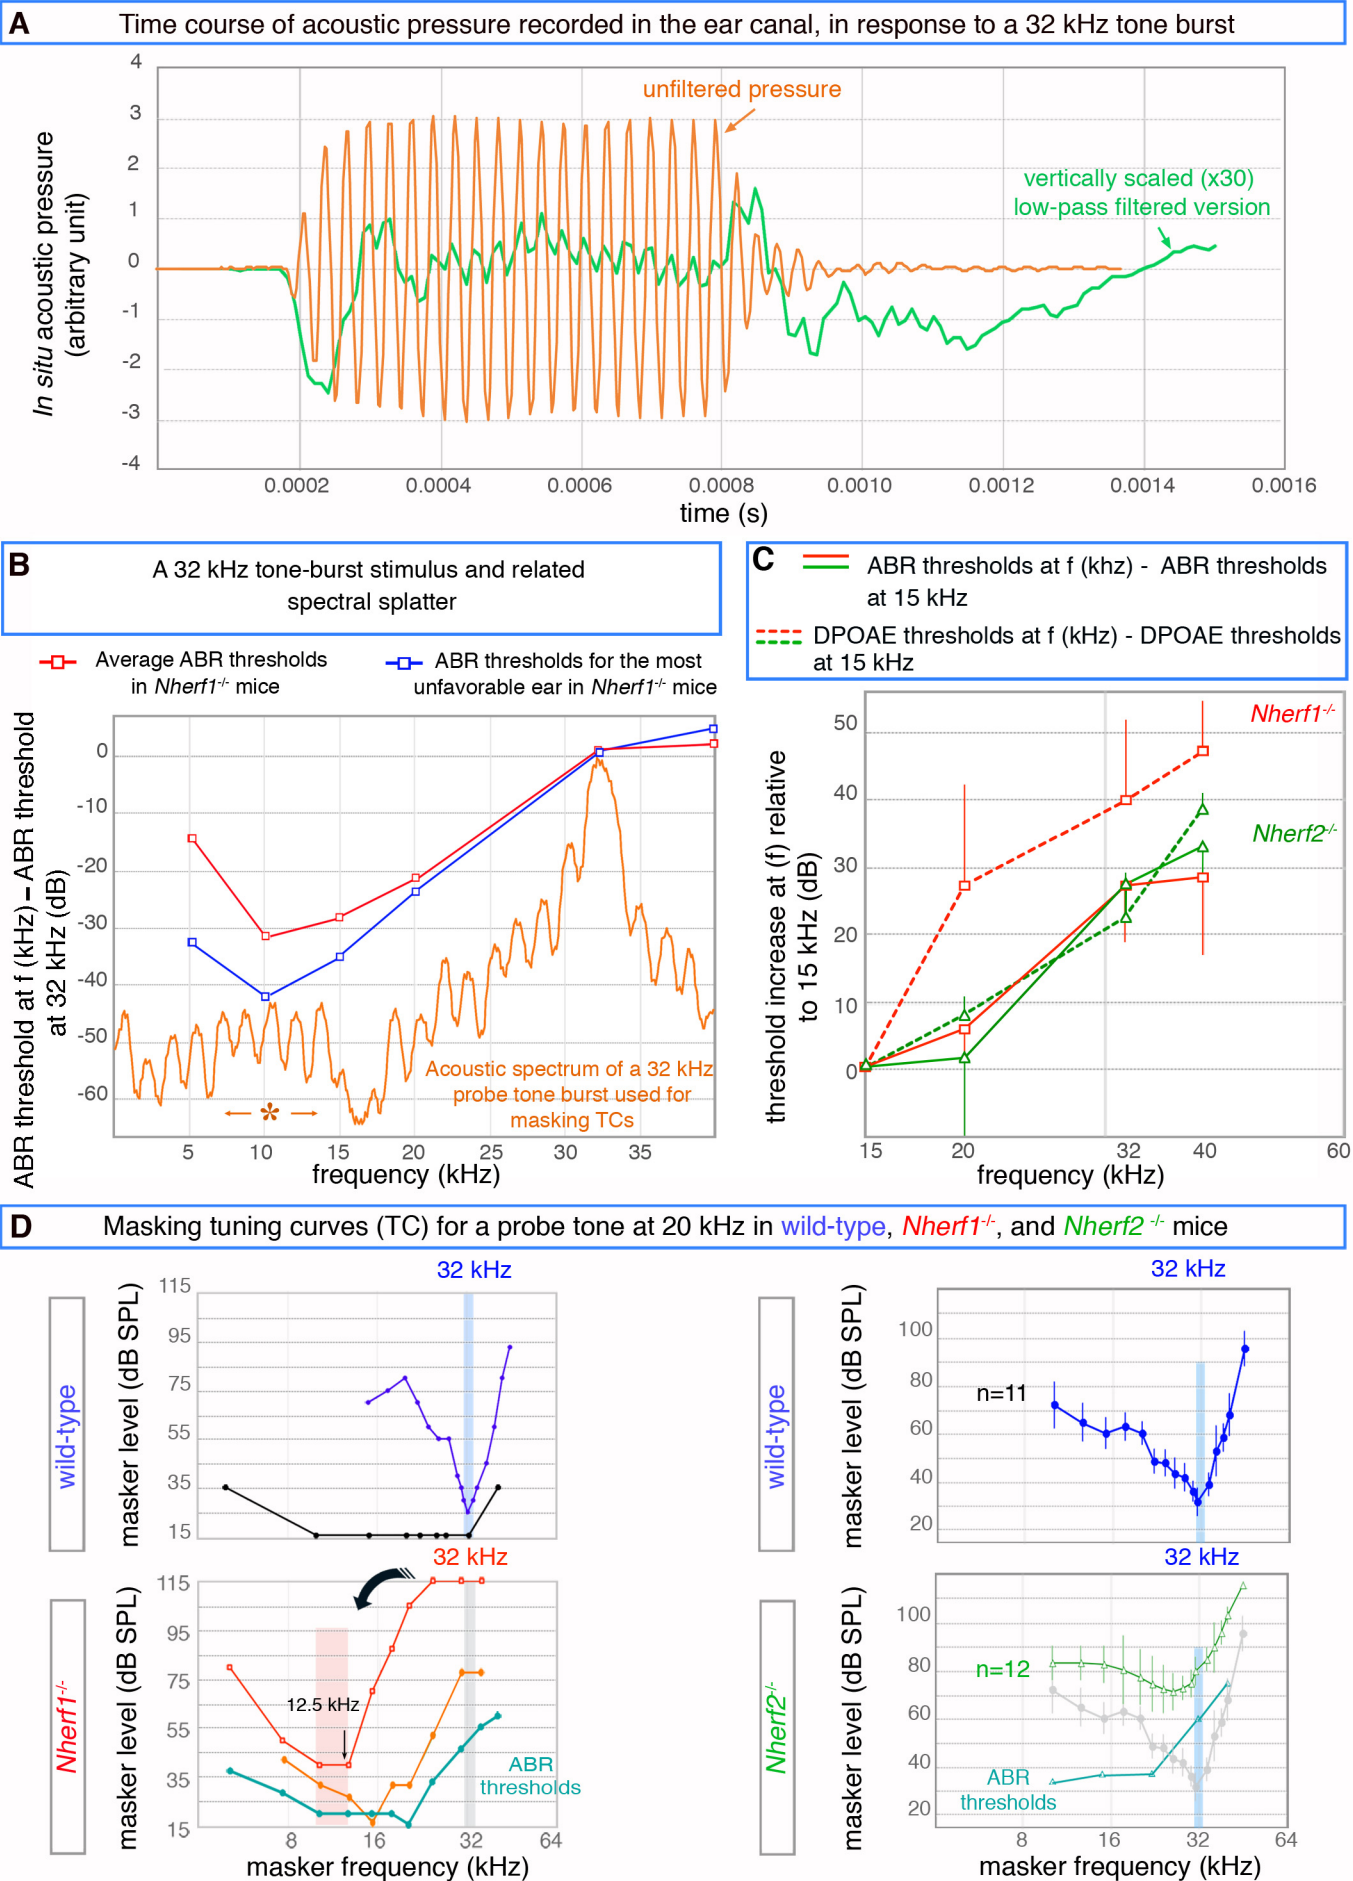 A Time course of acoustic pressure recorded in the ear canal, in response to a 32 kHz tone burst
In situ acoustic pressure
(arbitrary unit)
4
3
2
1
0
-1
-2
-3
-4
unfiltered pressure
vertically scaled (x30)
low-pass filtered version
0.0002 0.0004 0.0006 0.0008 0.0010 0.0012 0.0014 0.0016
time (s)
B A 32 kHz tone-burst stimulus and related
spectral splatter
Average ABR thresholds
in Nherf1-/- mice
ABR thresholds for the most
unfavorable ear in Nherf1-/- mice
ABR threshold at f (kHz) – ABR threshold
at 32 kHz (dB)
0
-10
-20
-30
-40
-50
-60
Acoustic spectrum of a 32 kHz
probe tone burst used for
masking TCs
*
5 10 15 20 25 30 35
frequency (kHz)
C ABR thresholds at f (khz) - ABR thresholds
at 15 kHz
DPOAE thresholds at f (kHz) - DPOAE thresholds
at 15 kHz
threshold increase at (f) relative
to 15 kHz (dB)
50
40
30
20
10
0
Nherf1-/-
Nherf2-/-
15 20 32 40 60
frequency (kHz)
D Masking tuning curves (TC) for a probe tone at 20 kHz in wild-type, Nherf1-/-, and Nherf2 -/- mice
wild-type
masker level (dB SPL)
32 kHz
115
95
75
55
35
15
wild-type
masker level (dB SPL)
32 kHz
100
80
60
40
20
n=11
Nherf1-/-
masker level (dB SPL)
32 kHz
115
95
75
55
35
15
12.5 kHz
ABR
thresholds
8 16 32 64
masker frequency (kHz)
Nherf2-/-
masker level (dB SPL)
32 kHz
100
80
60
40
20
n=12
ABR
thresholds
8 16 32 64
masker frequency (kHz)